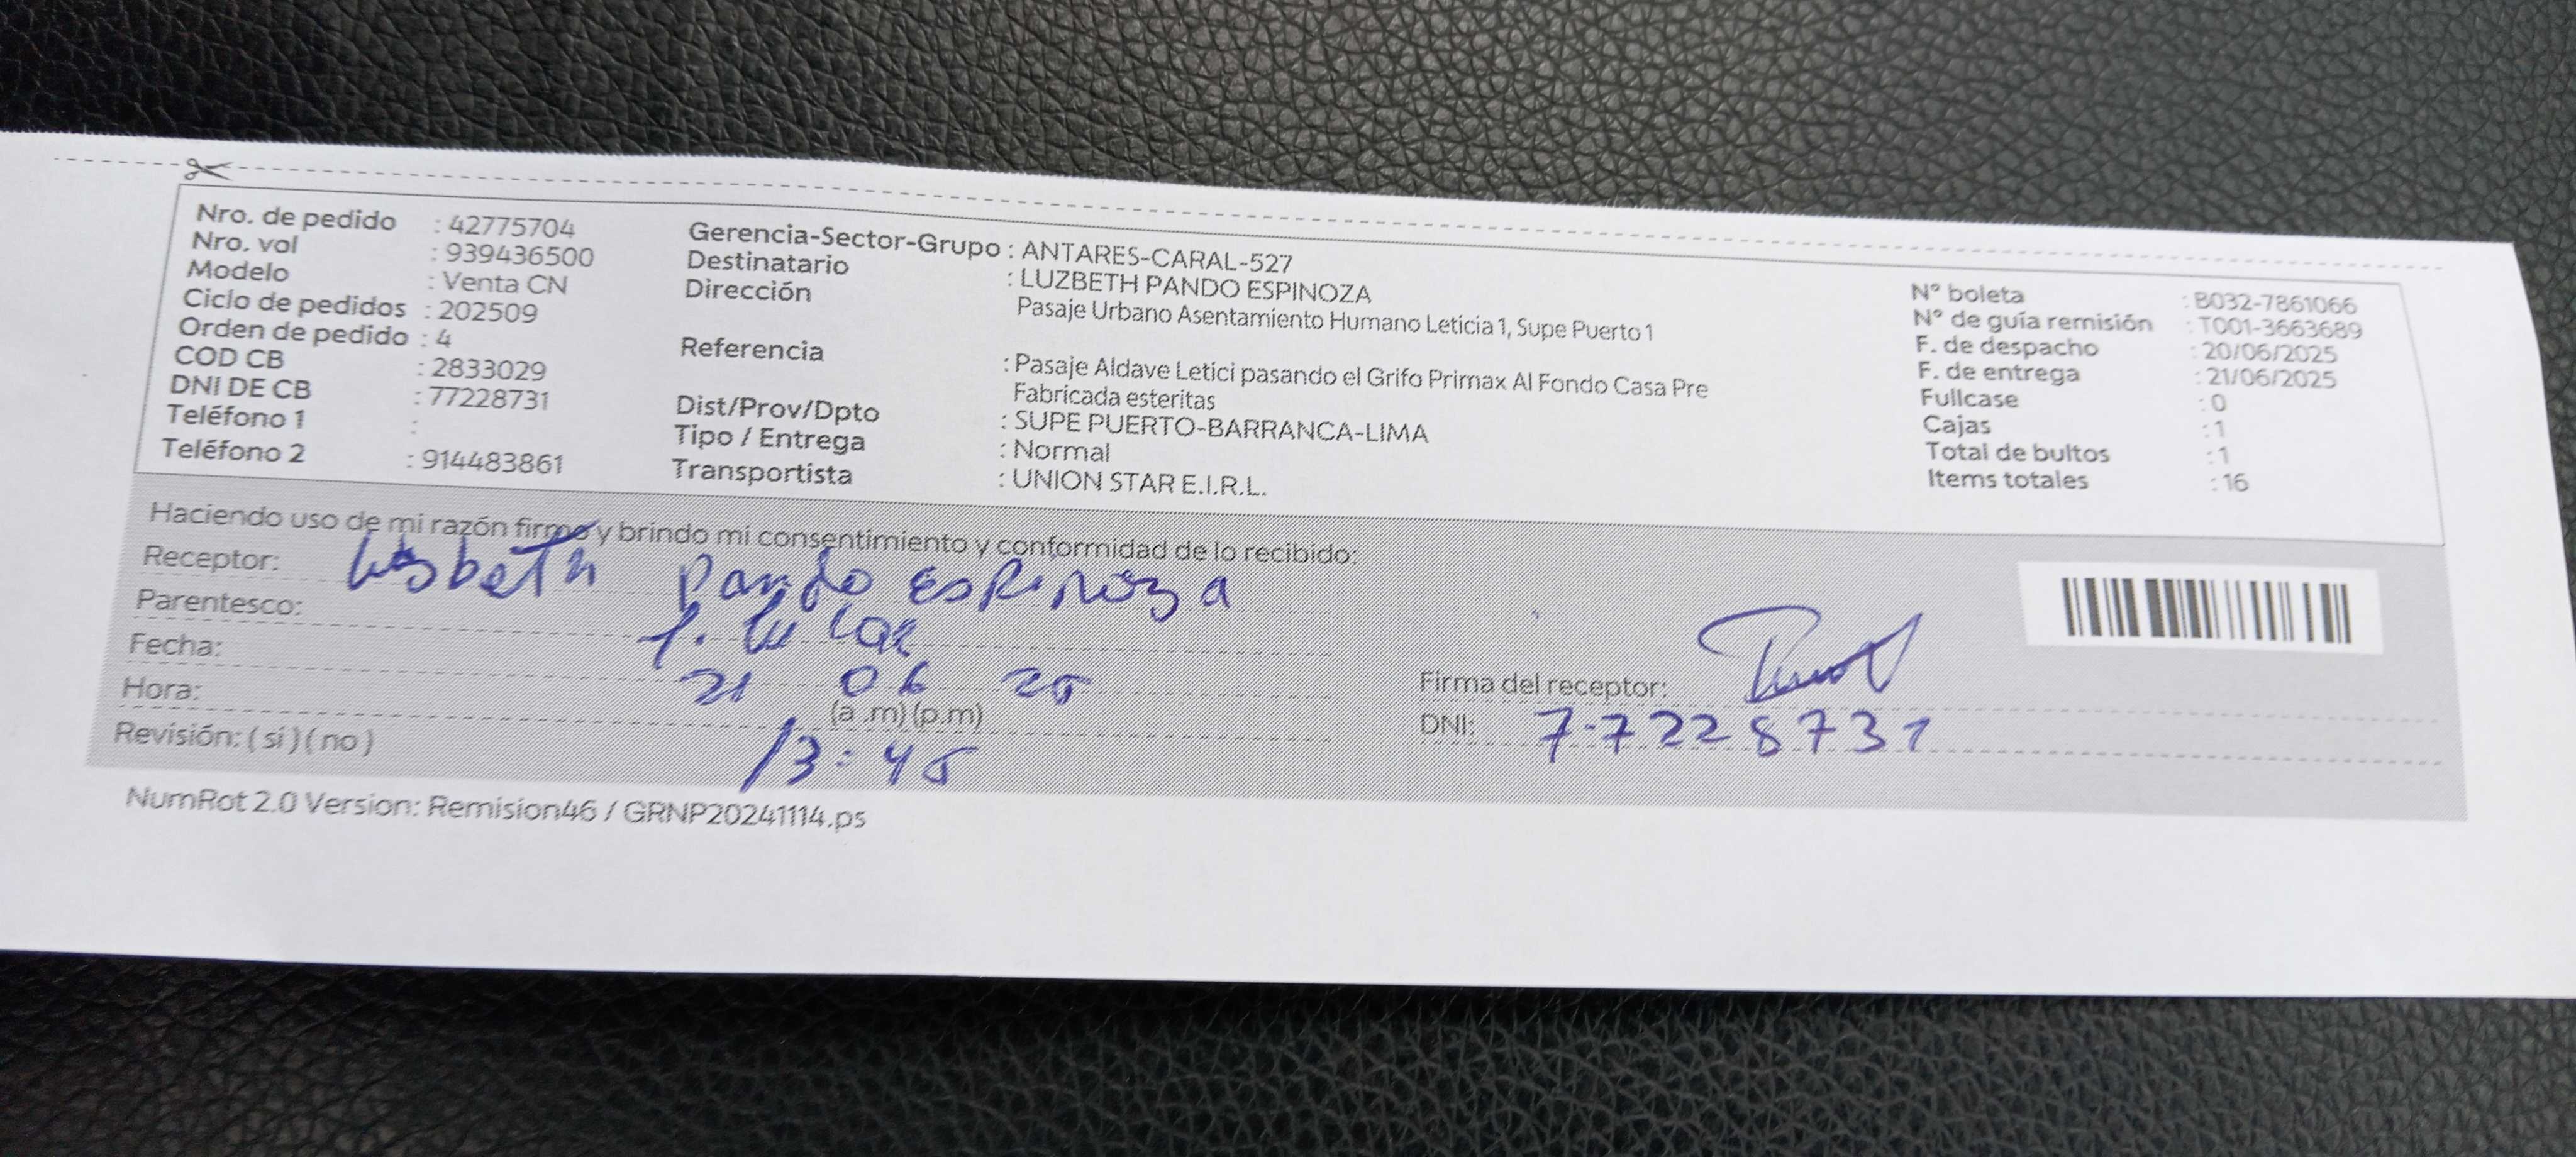 Nro. de pedido : 42775704
Nro. vol : 939436500
Modelo : Venta CN
Ciclo de pedidos : 202509
Orden de pedido : 4
COD CB : 2833029
DNI DE CB : 77228731
Teléfono 1 :
Teléfono 2 : 914483861
Gerencia-Sector-Grupo : ANTARES-CARAL-527
Destinatario : LUZBETH PANDO ESPINOZA
Dirección Pasaje Urbano Asentamiento Humano Leticia 1, Supe Puerto 1
Referencia : Pasaje Aldave Letici pasando el Grifo Primax Al Fondo Casa Pre
Fabricada esteritas
Dist/Prov/Dpto : SUPE PUERTO-BARRANCA-LIMA
Tipo / Entrega : Normal
Transportista : UNION STAR E.I.R.L.
N° boleta : B032-7861066
N° de guía remisión : T001-3663689
F. de despacho : 20/06/2025
F. de entrega : 21/06/2025
Fullcase : 0
Cajas : 1
Total de bultos : 1
Items totales : 16
Haciendo uso de mi razón firmo y brindo mi consentimiento y conformidad de lo recibido:
Receptor: Pando Espinoza
Parentesco:
Fecha: 21 06 25
Hora: (a .m) (p.m)
13:45
Revisión: ( si ) ( no )
Firma del receptor:
DNI: 77228731
NumRot 2.0 Version: Remision46 / GRNP20241114.ps